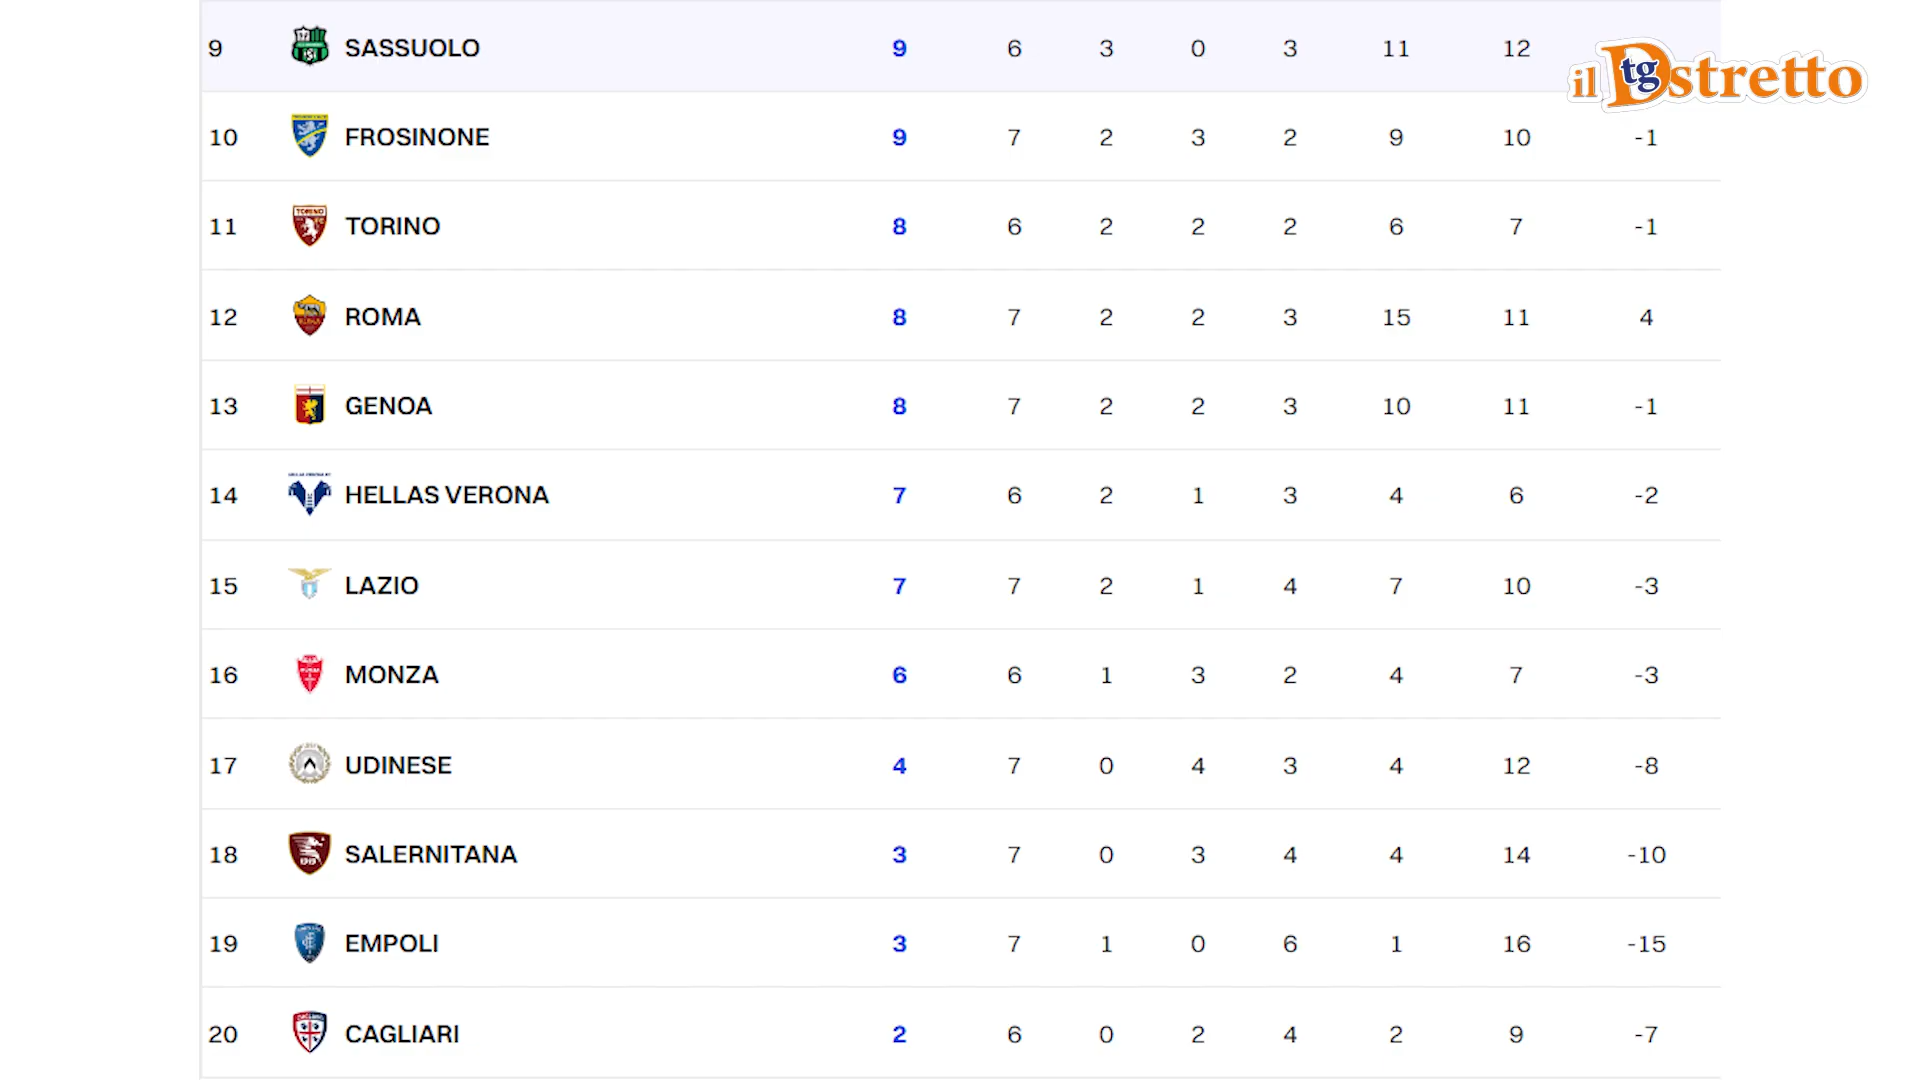 9 SASSUOLO 9 6 3 0 3 11 12
il tg Dstretto
10 FROSINONE 9 7 2 3 2 9 10 -1
11 TORINO 8 6 2 2 2 6 7 -1
12 ROMA 8 7 2 2 3 15 11 4
13 GENOA 8 7 2 2 3 10 11 -1
14 HELLAS VERONA 7 6 2 1 3 4 6 -2
15 LAZIO 7 7 2 1 4 7 10 -3
16 MONZA 6 6 1 3 2 4 7 -3
17 UDINESE 4 7 0 4 3 4 12 -8
18 SALERNITANA 3 7 0 3 4 4 14 -10
19 EMPOLI 3 7 1 0 6 1 16 -15
20 CAGLIARI 2 6 0 2 4 2 9 -7